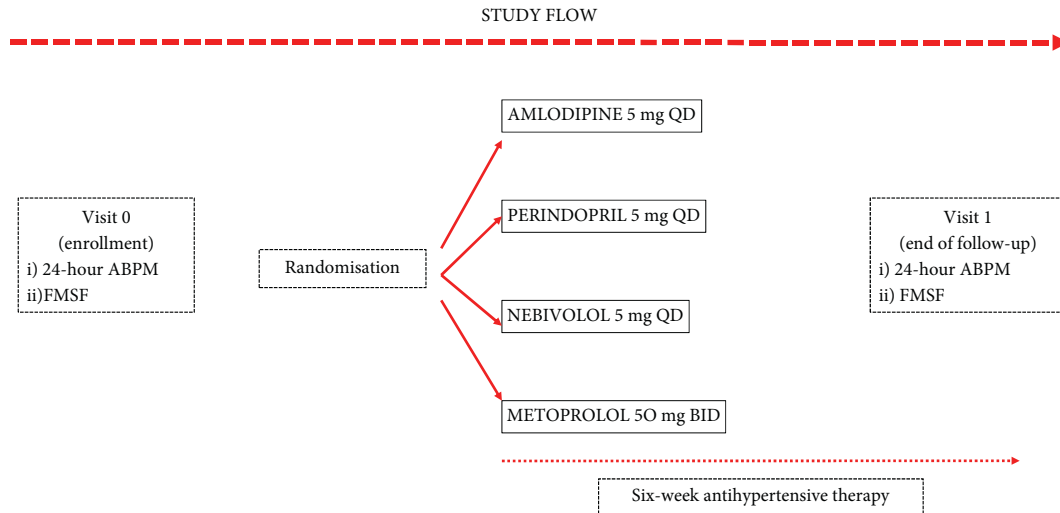 STUDY FLOW
Visit 0
(enrollment)
i) 24-hour ABPM
ii)FMSF
Randomisation
AMLODIPINE 5 mg QD
PERINDOPRIL 5 mg QD
NEBIVOLOL 5 mg QD
METOPROLOL 5O mg BID
Visit 1
(end of follow-up)
i) 24-hour ABPM
ii) FMSF
Six-week antihypertensive therapy